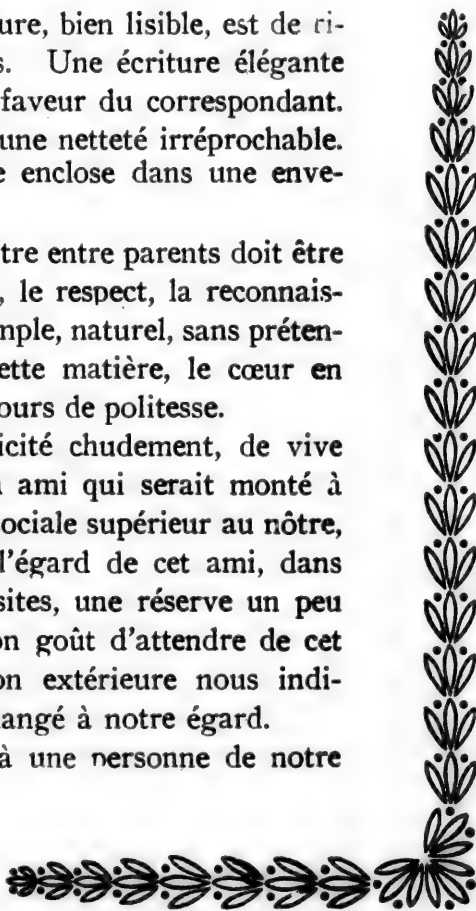 ure, bien lisible, est de ri-
s. Une écriture élégante
faveur du correspondant.
une netteté irréprochable.
e enclose dans une enve-
tre entre parents doit être
, le respect, la reconnais-
mple, naturel, sans préten-
ette matière, le cœur en
ours de politesse.
icité chudement, de vive
ami qui serait monté à
ociale supérieur au nôtre,
l'égard de cet ami, dans
sites, une réserve un peu
on goût d'attendre de cet
on extérieure nous indi-
angé à notre égard.
à une personne de notre